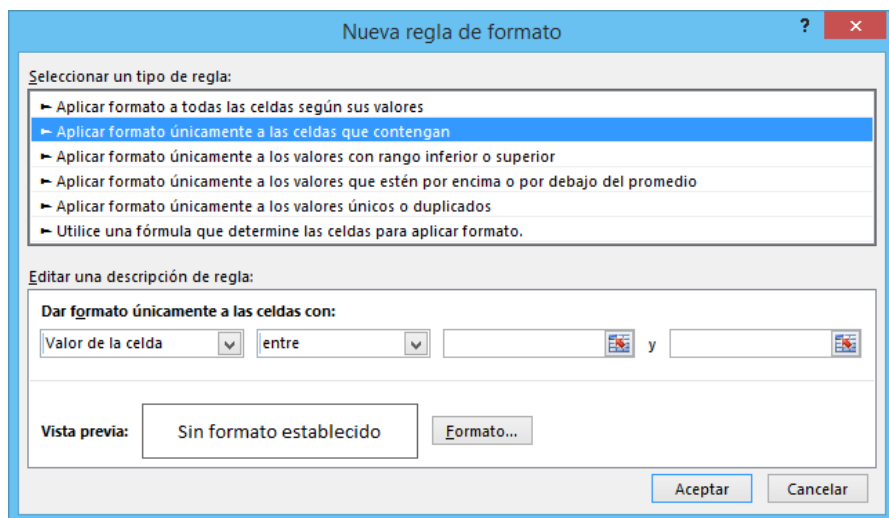 Nueva regla de formato
? ×
Seleccionar un tipo de regla:
► Aplicar formato a todas las celdas según sus valores
► Aplicar formato únicamente a las celdas que contengan
► Aplicar formato únicamente a los valores con rango inferior o superior
► Aplicar formato únicamente a los valores que estén por encima o por debajo del promedio
► Aplicar formato únicamente a los valores únicos o duplicados
► Utilice una fórmula que determine las celdas para aplicar formato.
Editar una descripción de regla:
Dar formato únicamente a las celdas con:
Valor de la celda entre y
Vista previa: Sin formato establecido Formato...
Aceptar Cancelar